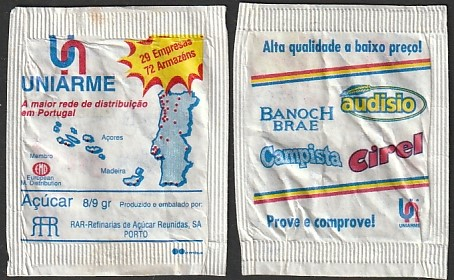 29 Empresas
72 Armazéns
UNIARME
A maior rede de distribuição
em Portugal
Açores
Madeira
Membro
EMD
European
M. Distribution
Açúcar 8/9 gr Produzido e embalado por:
RAR-Refinarias de Açúcar Reunidas, SA
PORTO
Alta qualidade a baixo preço!
audisio
BANOCH
BRAE
Campista
Cirel
Prove e comprove!
UNIARME